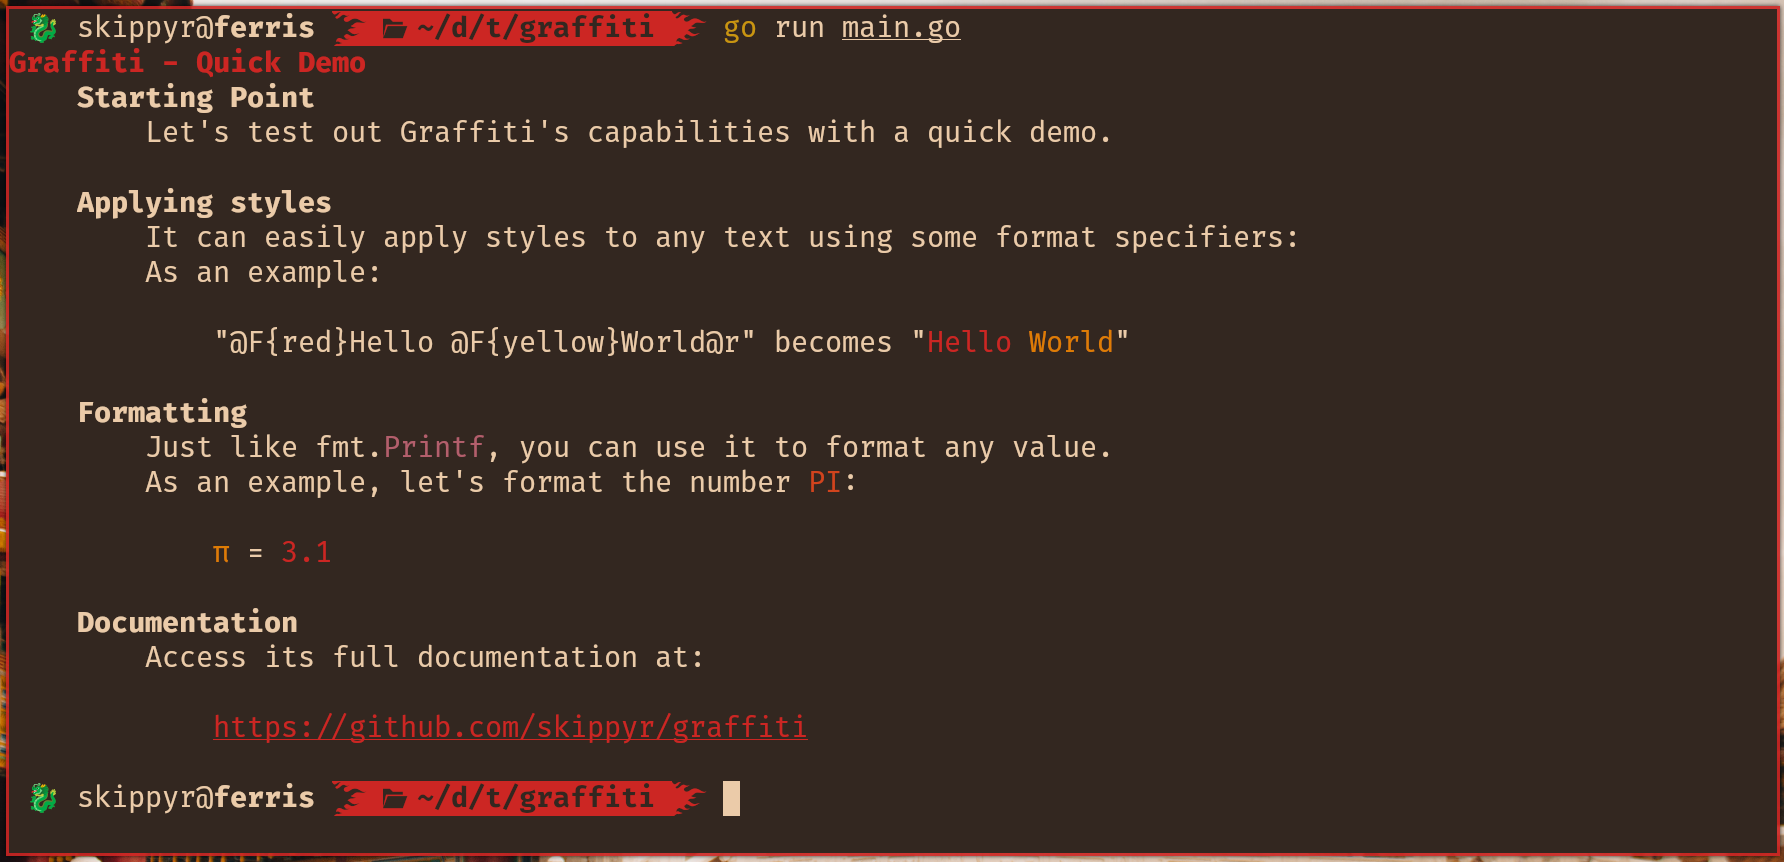 🐉 skippyr@ferris ~/d/t/graffiti go run main.go
Graffiti - Quick Demo
Starting Point
Let's test out Graffiti's capabilities with a quick demo.
Applying styles
It can easily apply styles to any text using some format specifiers:
As an example:
"@F{red}Hello @F{yellow}World@r" becomes "Hello World"
Formatting
Just like fmt.Printf, you can use it to format any value.
As an example, let's format the number PI:
π = 3.1
Documentation
Access its full documentation at:
https://github.com/skippyr/graffiti
🐉 skippyr@ferris ~/d/t/graffiti